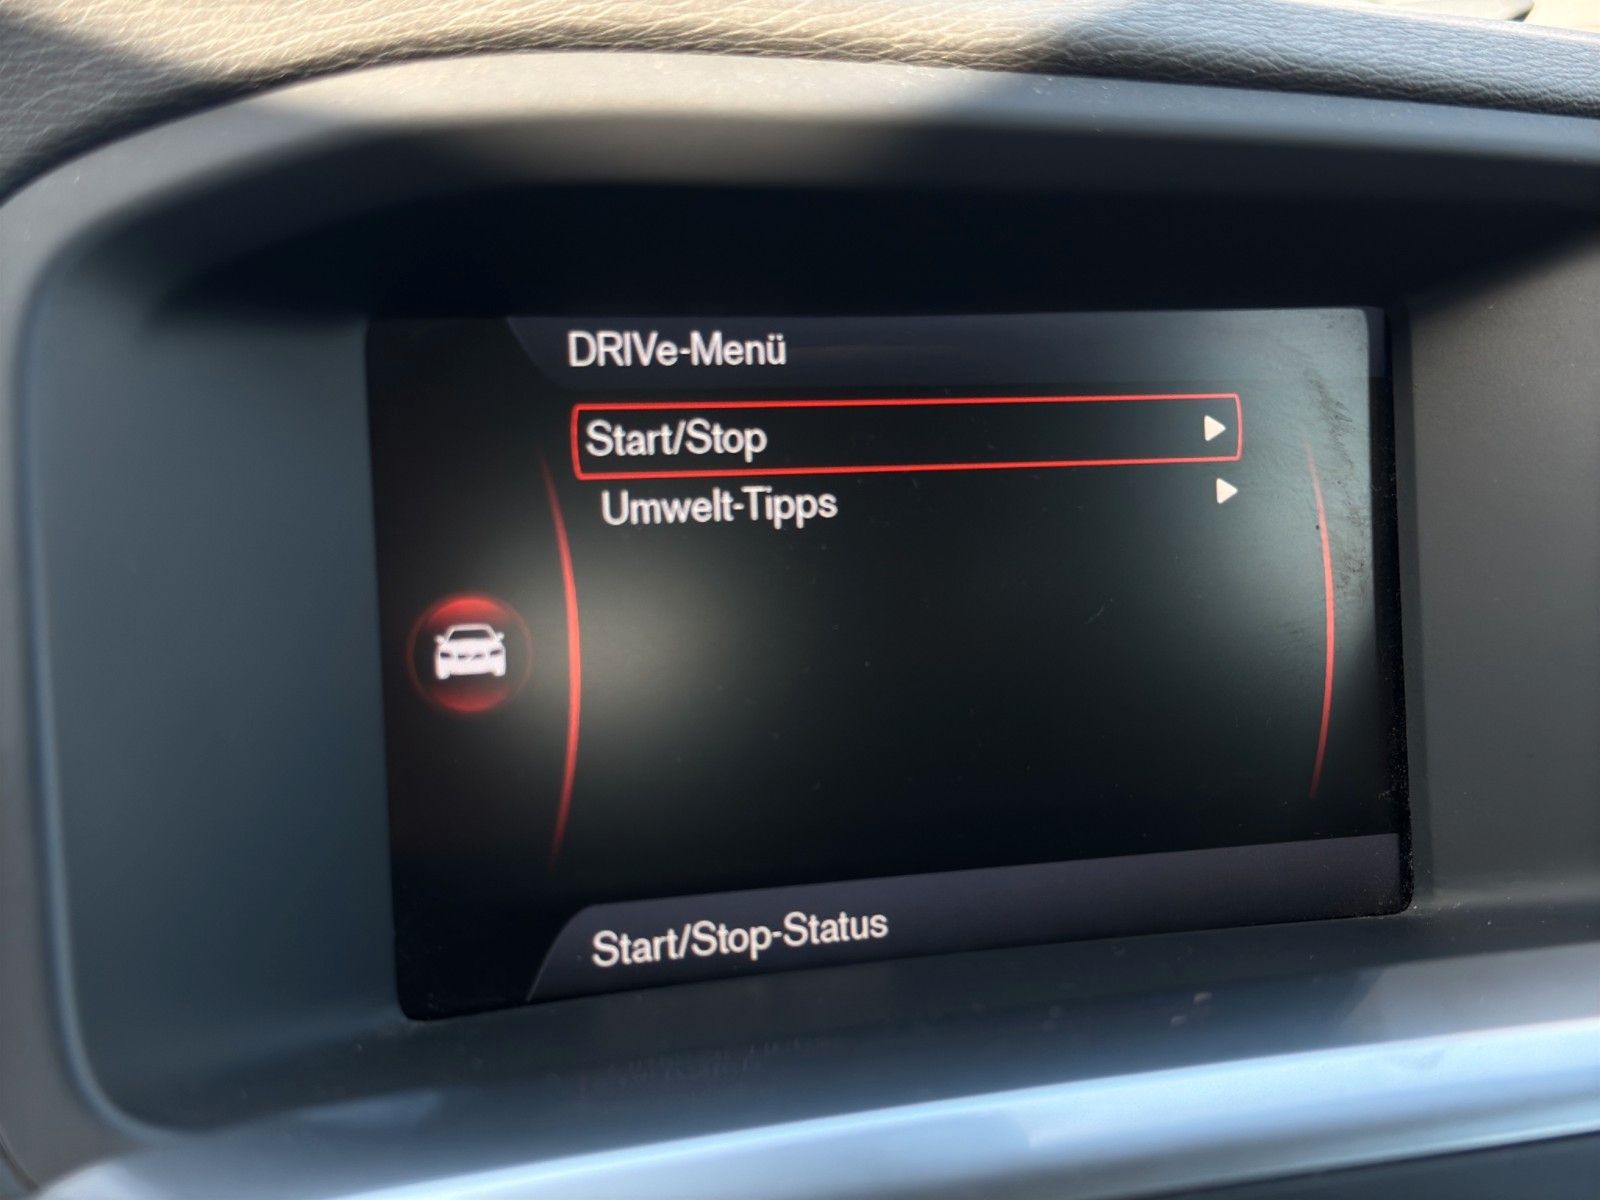 DRIVe-Menü
Start/Stop
Umwelt-Tipps
Start/Stop-Status